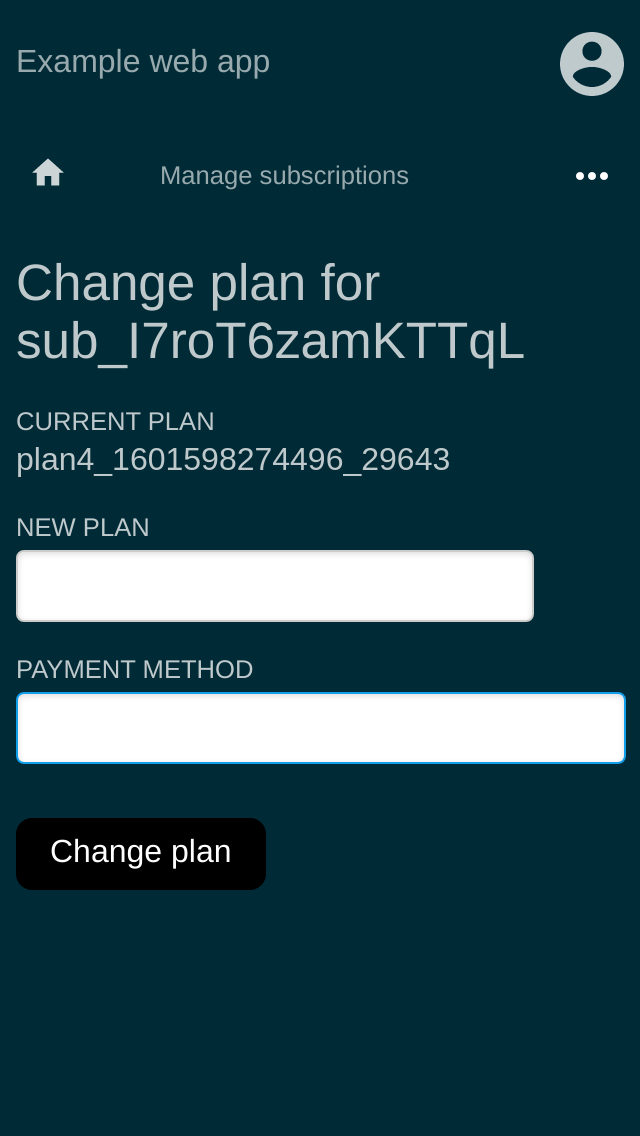 Example web app
Manage subscriptions
Change plan for
sub_I7roT6zamKTTqL
CURRENT PLAN
plan4_1601598274496_29643
NEW PLAN
PAYMENT METHOD
Change plan